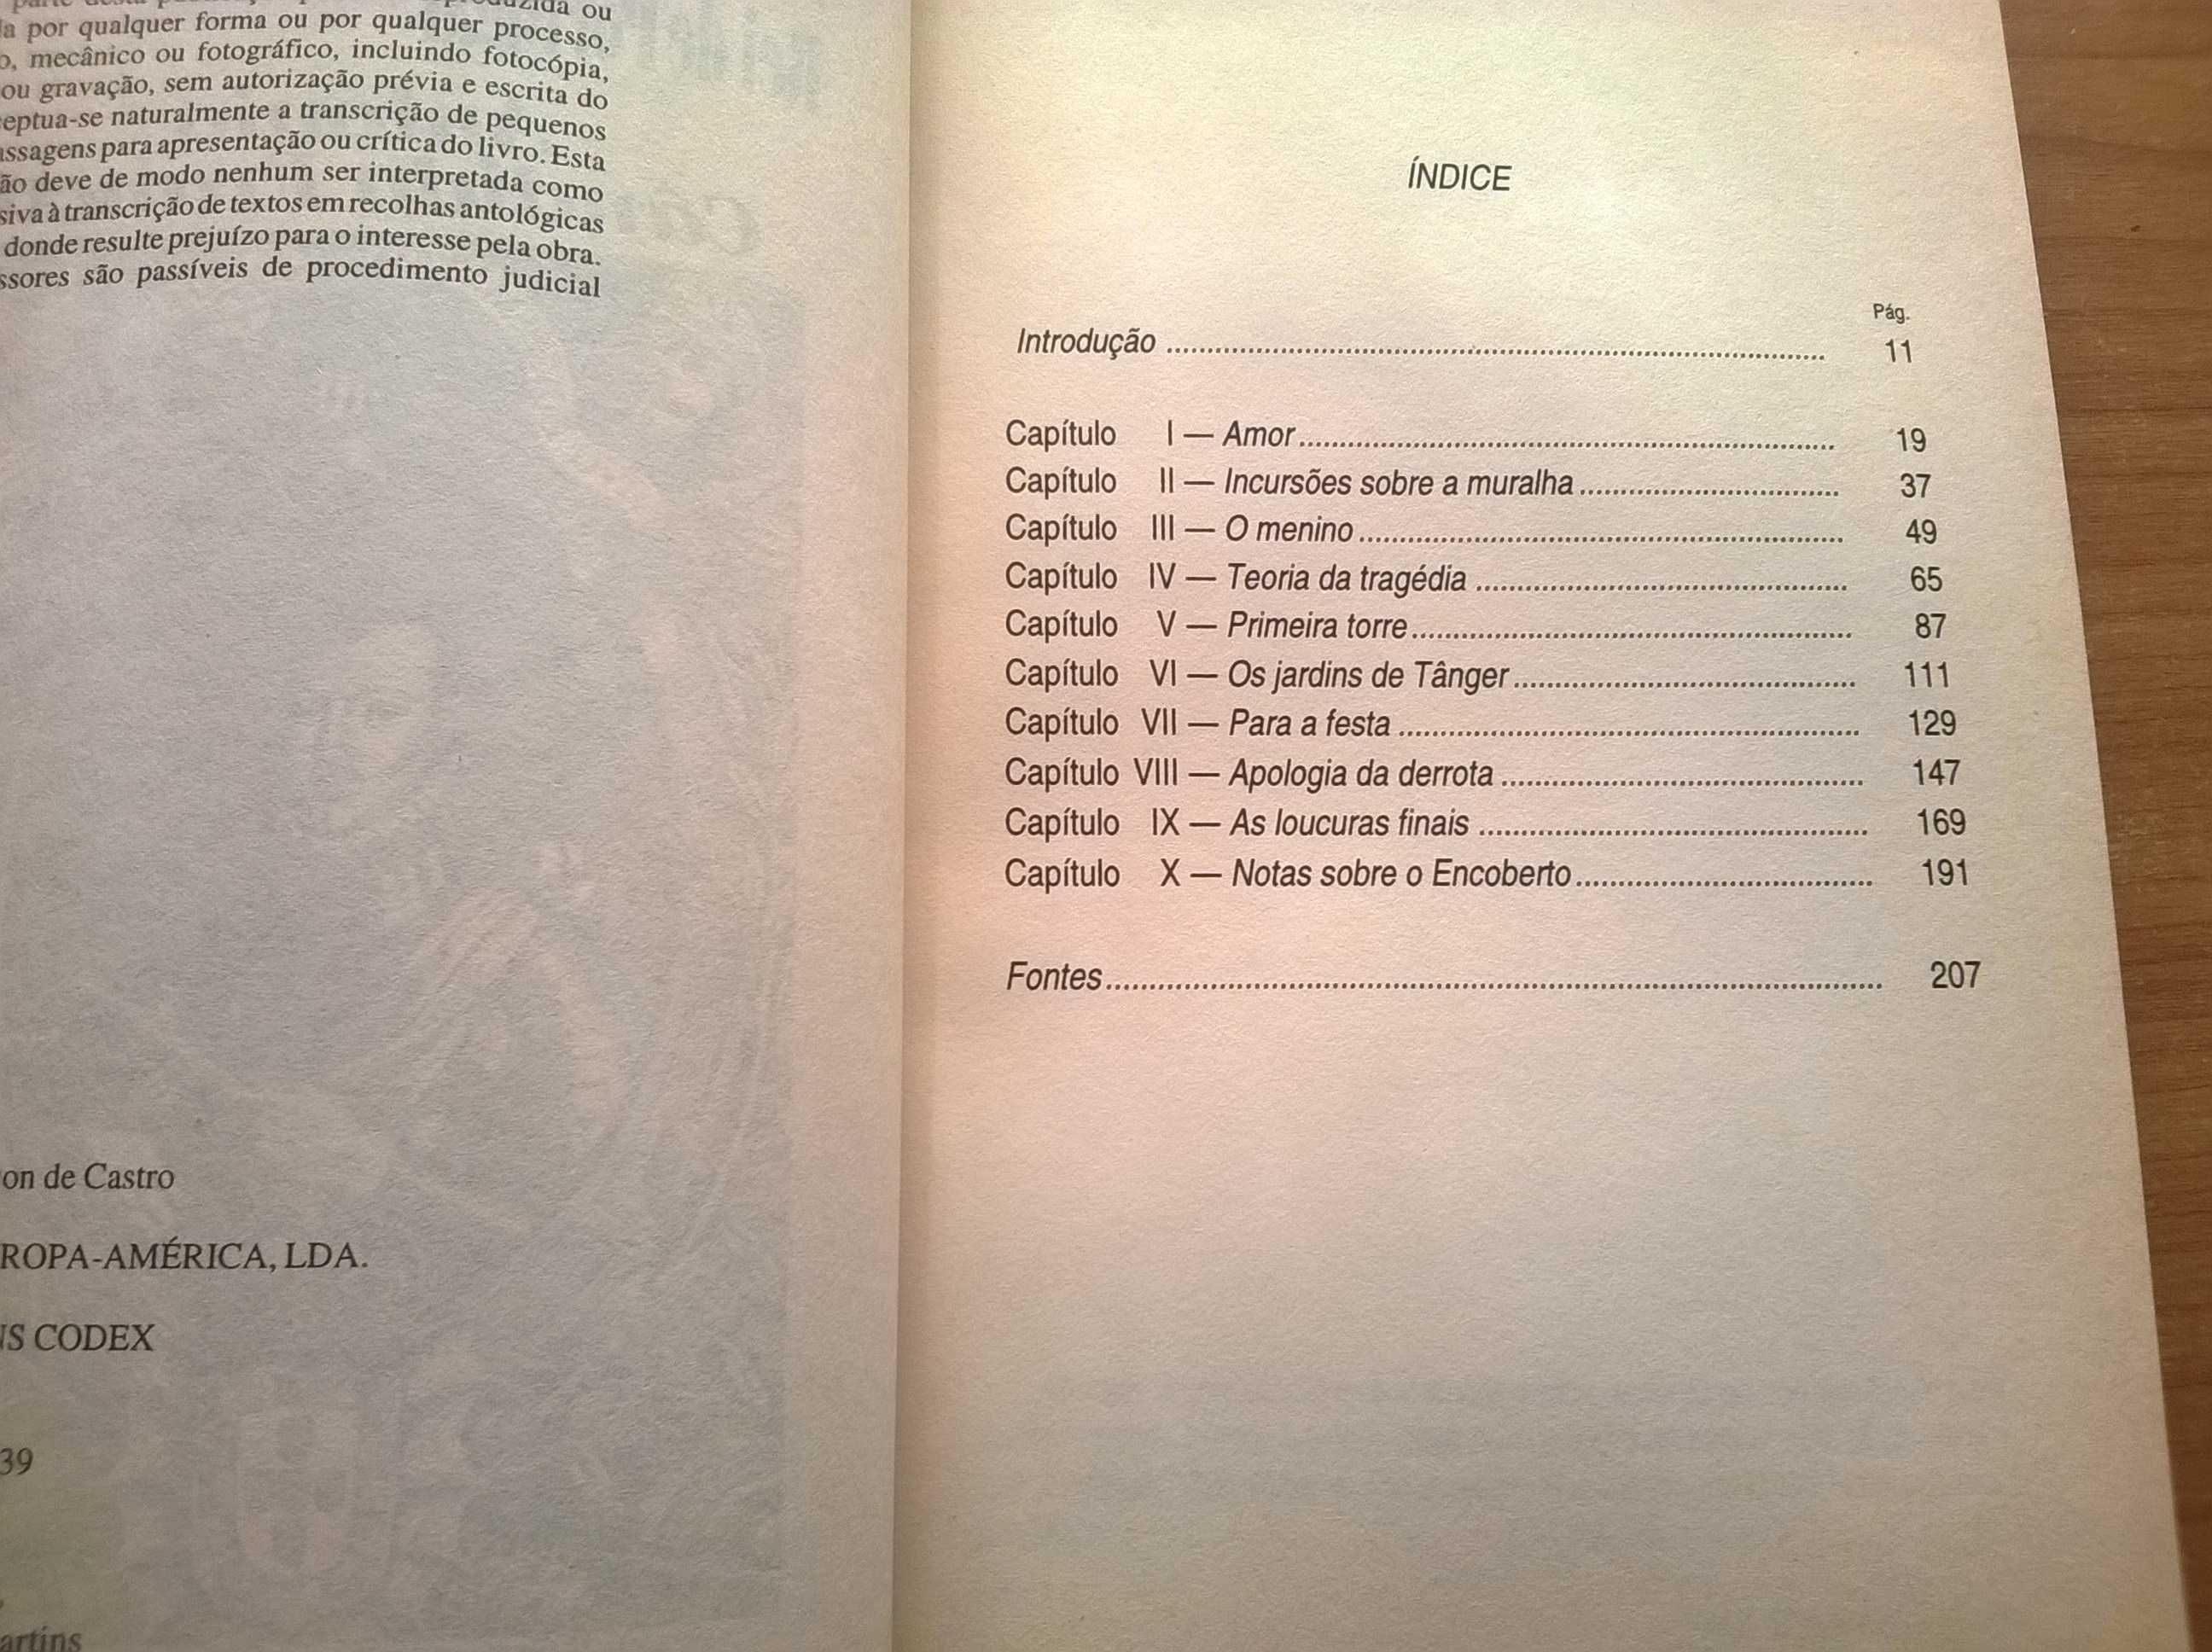 parte desta
ou
a por qualquer forma ou por qualquer processo,
o, mecânico ou fotográfico, incluindo fotocópia,
ou gravação, sem autorização prévia e escrita do
eptua-se naturalmente a transcrição de pequenos
ssagens para apresentação ou crítica do livro. Esta
ão deve de modo nenhum ser interpretada como
siva à transcrição de textos em recolhas antológicas
donde resulte prejuízo para o interesse pela obra.
ssores são passíveis de procedimento judicial
on de Castro
ROPA-AMÉRICA, LDA.
NS CODEX
39
artins
ÍNDICE
Pág.
Introdução ........ 11
Capítulo I — Amor ........ 19
Capítulo II — Incursões sobre a muralha ........ 37
Capítulo III — O menino ........ 49
Capítulo IV — Teoria da tragédia ........ 65
Capítulo V — Primeira torre ........ 87
Capítulo VI — Os jardins de Tânger ........ 111
Capítulo VII — Para a festa ........ 129
Capítulo VIII — Apologia da derrota ........ 147
Capítulo IX — As loucuras finais ........ 169
Capítulo X — Notas sobre o Encoberto ........ 191
Fontes ........ 207